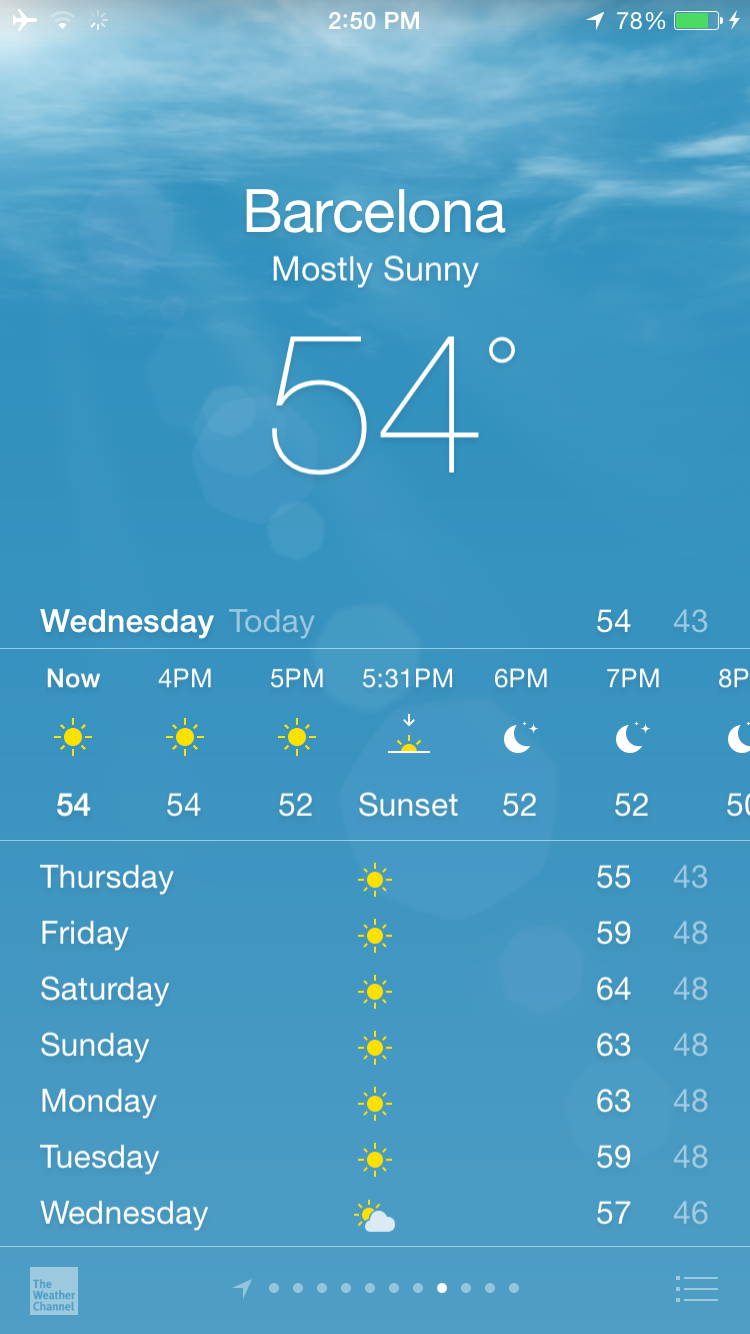 2:50 PM 78%
Barcelona
Mostly Sunny
54°
Wednesday Today 54 43
Now 4PM 5PM 5:31PM 6PM 7PM 8P
54 54 52 Sunset 52 52 50
Thursday 55 43
Friday 59 48
Saturday 64 48
Sunday 63 48
Monday 63 48
Tuesday 59 48
Wednesday 57 46
The
Weather
Channel